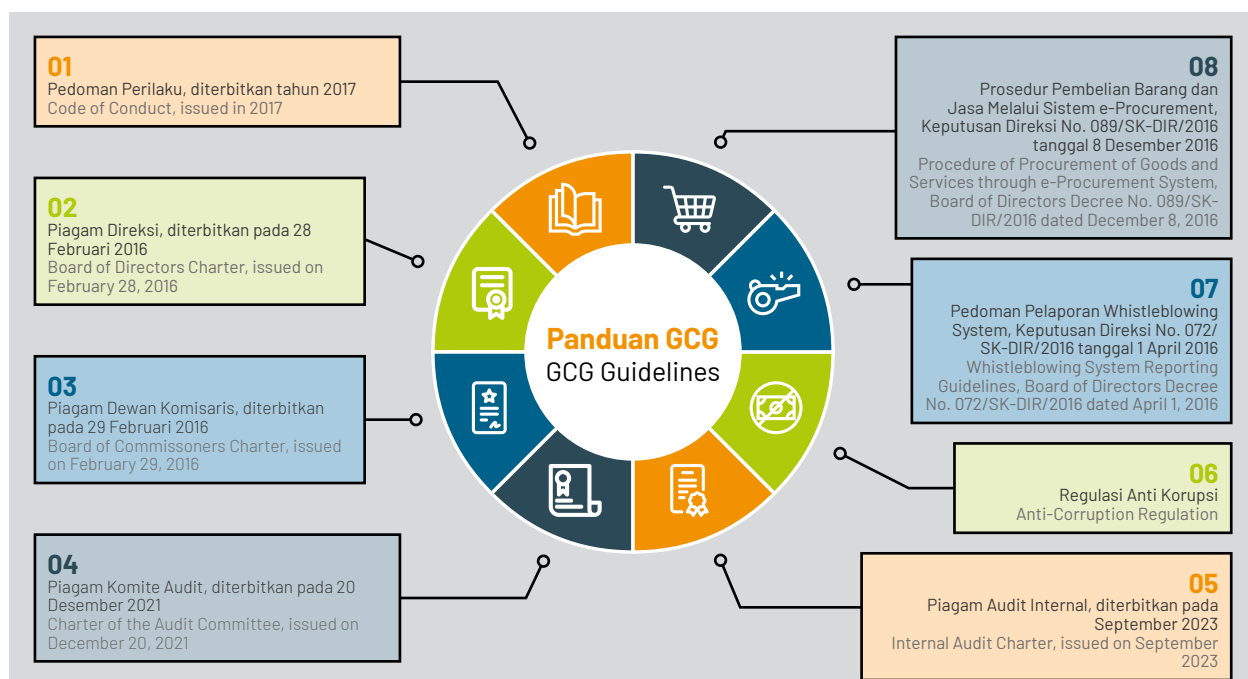 01
Pedoman Perilaku, diterbitkan tahun 2017
Code of Conduct, issued in 2017
02
Piagam Direksi, diterbitkan pada 28
Februari 2016
Board of Directors Charter, issued on
February 28, 2016
03
Piagam Dewan Komisaris, diterbitkan
pada 29 Februari 2016
Board of Commissoners Charter, issued
on February 29, 2016
04
Piagam Komite Audit, diterbitkan pada 20
Desember 2021
Charter of the Audit Committee, issued on
December 20, 2021
Panduan GCG
GCG Guidelines
08
Prosedur Pembelian Barang dan
Jasa Melalui Sistem e-Procurement,
Keputusan Direksi No. 089/SK-DIR/2016
tanggal 8 Desember 2016
Procedure of Procurement of Goods and
Services through e-Procurement System,
Board of Directors Decree No. 089/SK-
DIR/2016 dated December 8, 2016
07
Pedoman Pelaporan Whistleblowing
System, Keputusan Direksi No. 072/
SK-DIR/2016 tanggal 1 April 2016
Whistleblowing System Reporting
Guidelines, Board of Directors Decree
No. 072/SK-DIR/2016 dated April 1, 2016
06
Regulasi Anti Korupsi
Anti-Corruption Regulation
05
Piagam Audit Internal, diterbitkan pada
September 2023
Internal Audit Charter, issued on September
2023